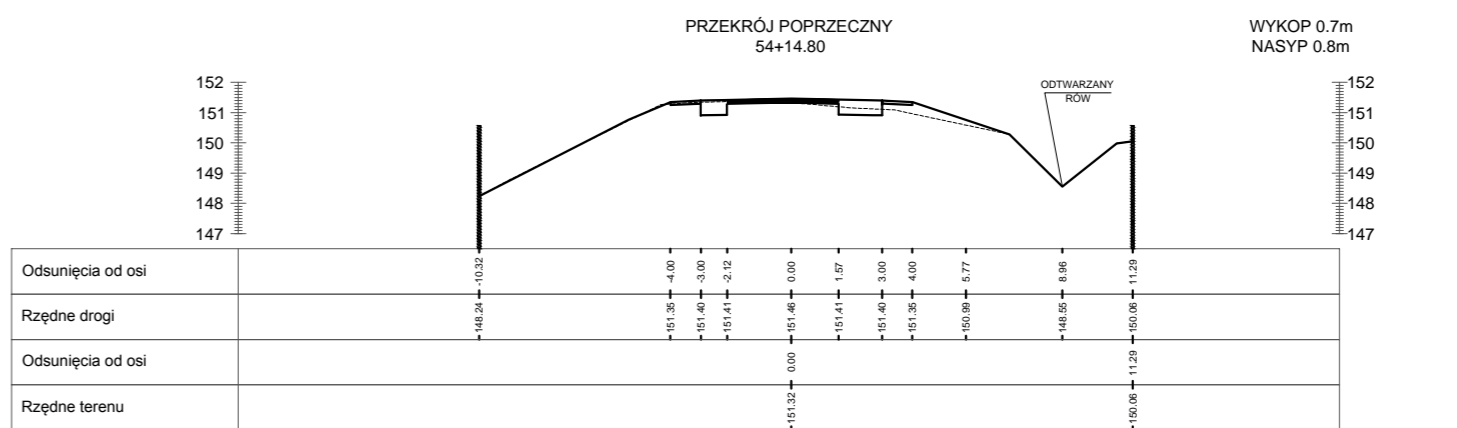 PRZEKRÓJ POPRZECZNY
54+14.80
WYKOP 0.7m
NASYP 0.8m
152
151
150
149
148
147
ODTWARZANY
RÓW
152
151
150
149
148
147
Odsunięcia od osi -10.32 -4.00 -3.00 -2.12 0.00 1.57 3.00 4.00 5.77 8.96 11.29
Rzędne drogi 148.24 151.35 151.40 151.41 151.46 151.41 151.40 151.35 150.99 148.55 150.06
Odsunięcia od osi 0.00 11.29
Rzędne terenu 151.32 150.06